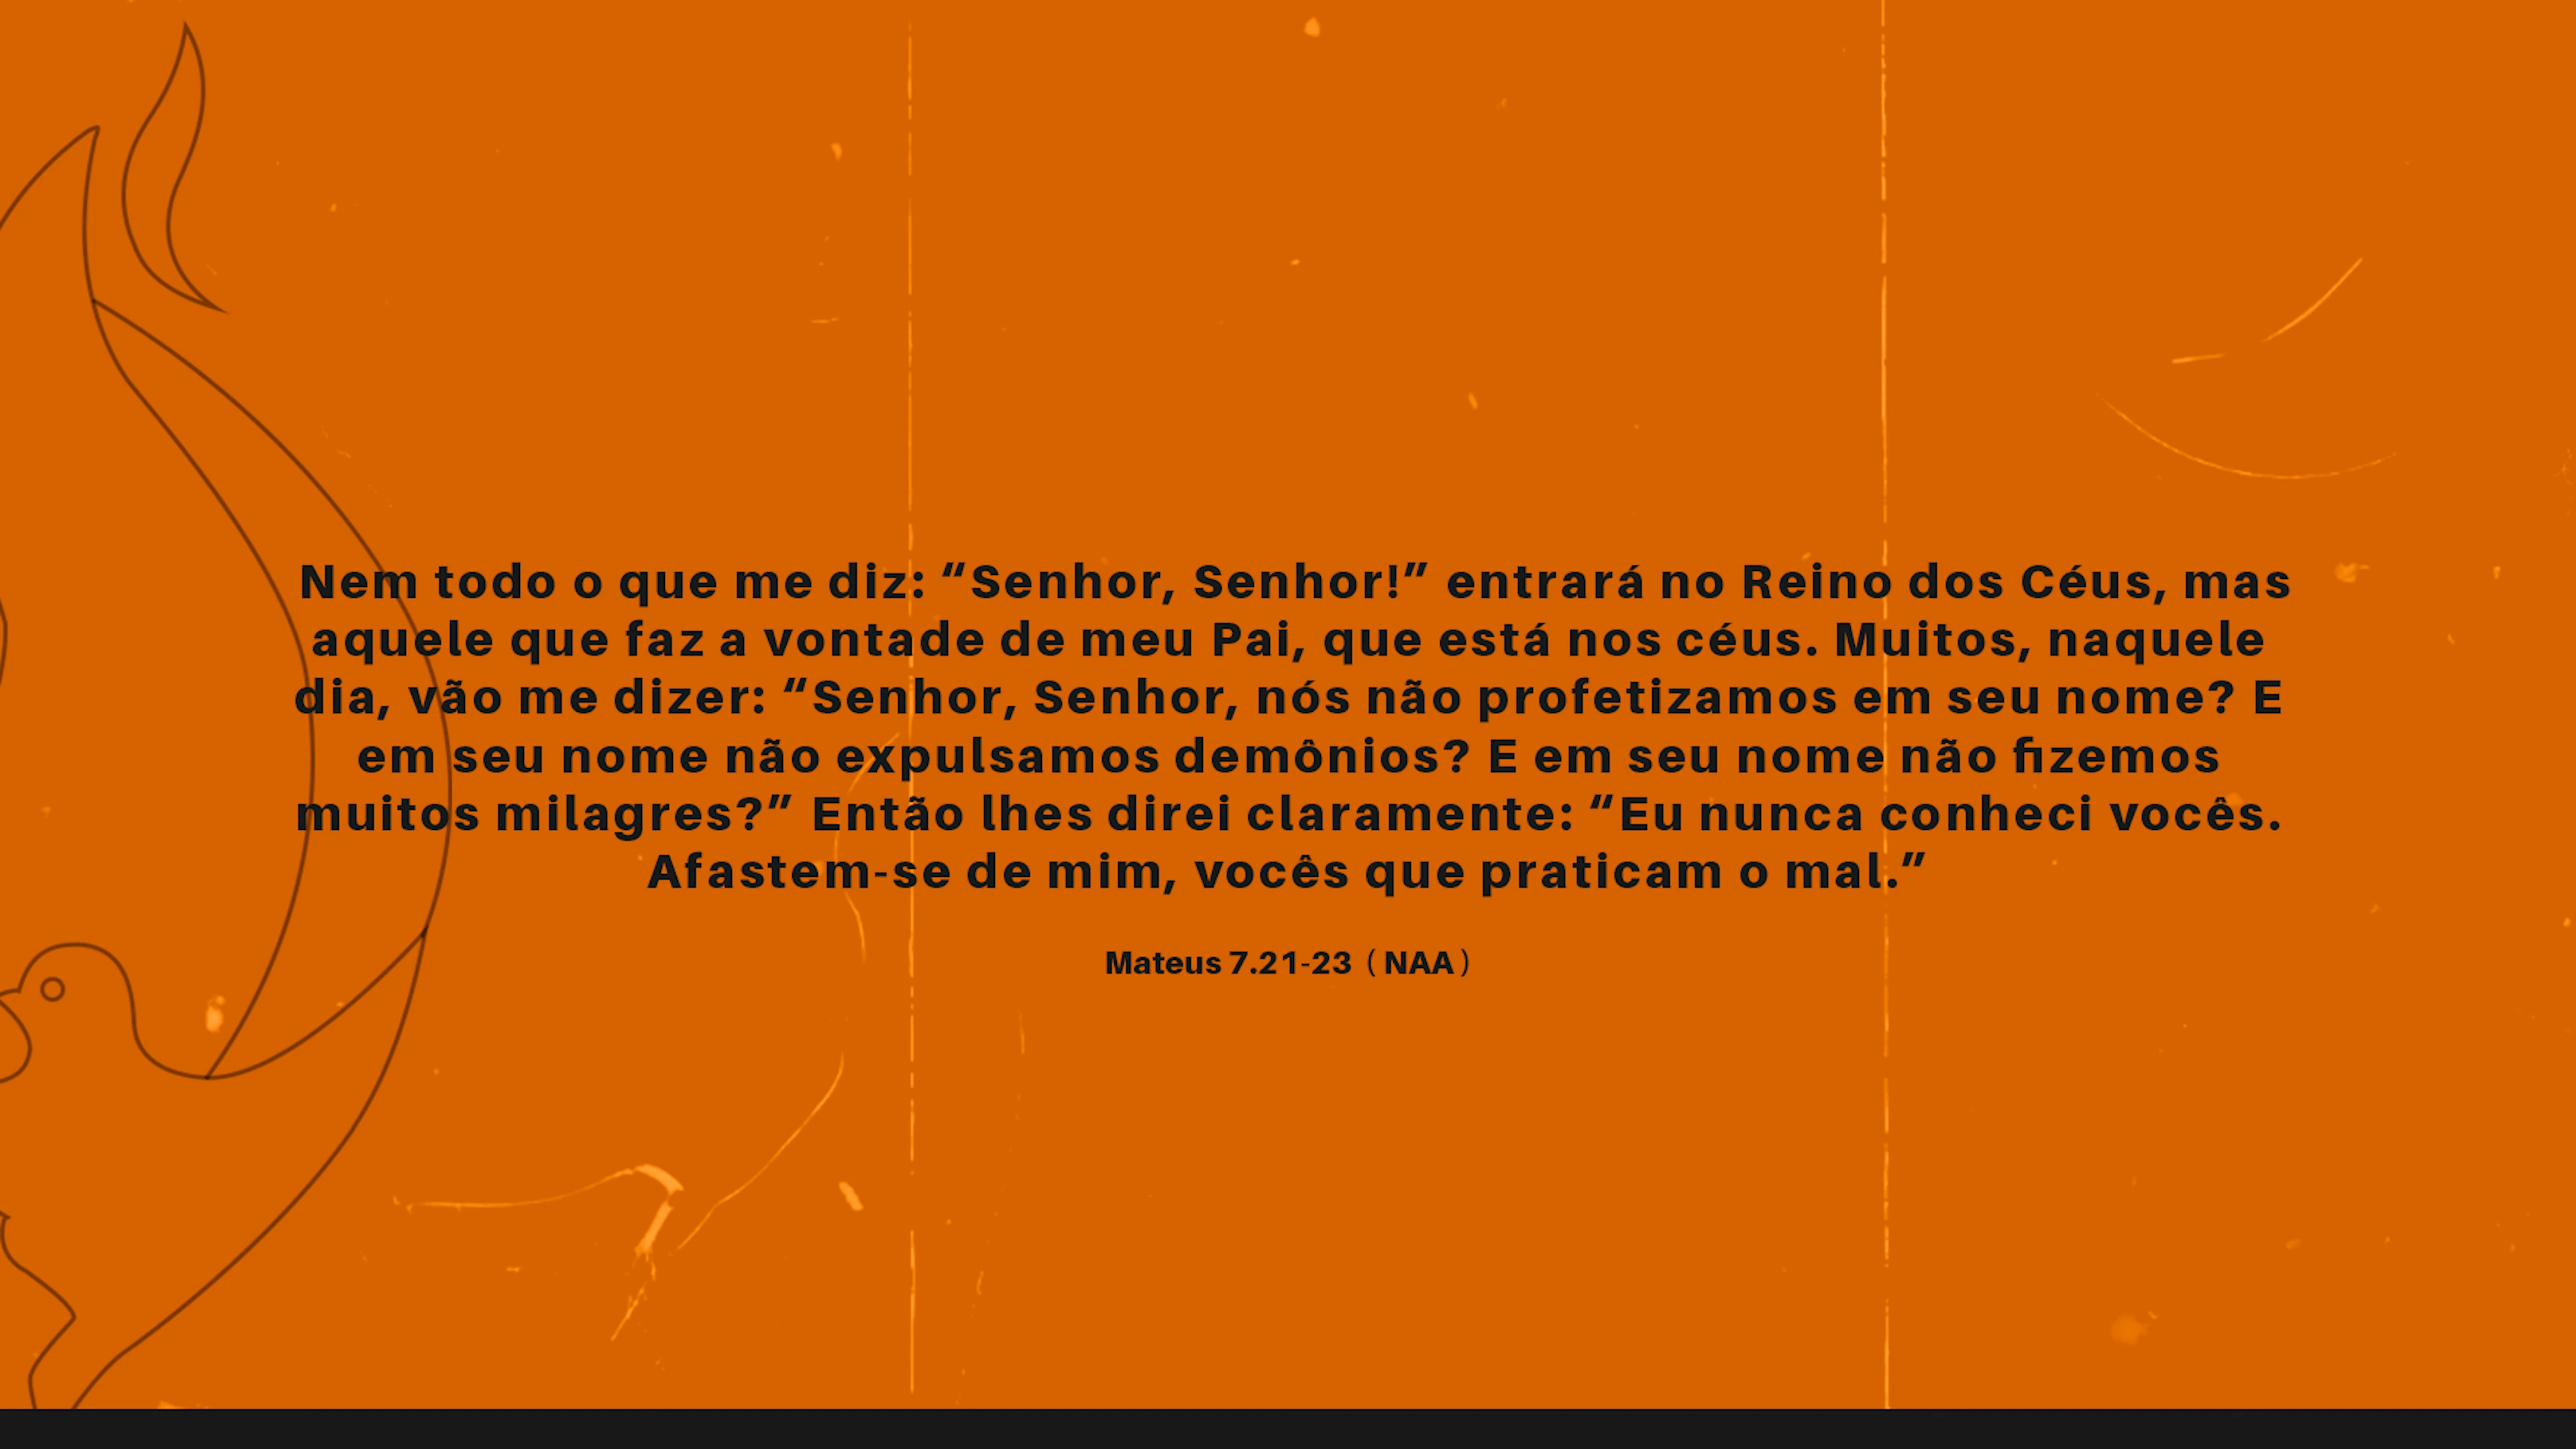 Nem todo o que me diz: “Senhor, Senhor!” entrará no Reino dos Céus, mas
aquele que faz a vontade de meu Pai, que está nos céus. Muitos, naquele
dia, vão me dizer: “Senhor, Senhor, nós não profetizamos em seu nome? E
em seu nome não expulsamos demônios? E em seu nome não fizemos
muitos milagres?” Então lhes direi claramente: “Eu nunca conheci vocês.
Afastem-se de mim, vocês que praticam o mal.”
Mateus 7.21-23 (NAA)